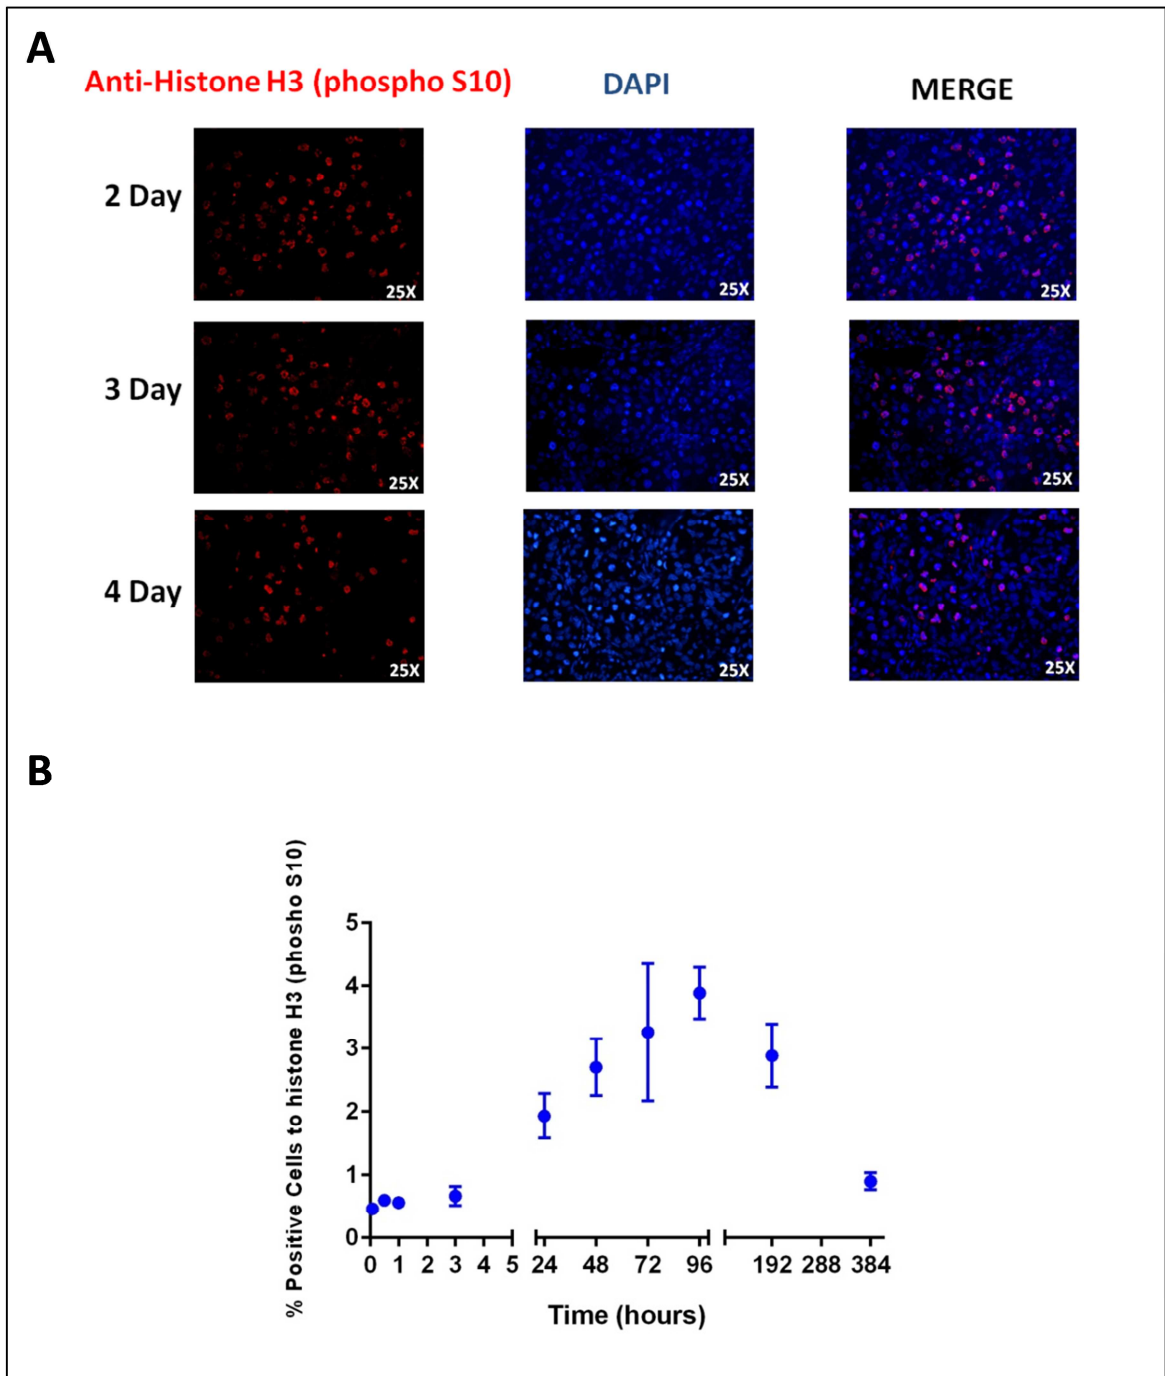 A
Anti-Histone H3 (phospho S10) DAPI MERGE
2 Day 25X 25X 25X
3 Day 25X 25X 25X
4 Day 25X 25X 25X
B
% Positive Cells to histone H3 (phosho S10)
5
4
3
2
1
0
0 1 2 3 4 5 24 48 72 96 192 288 384
Time (hours)